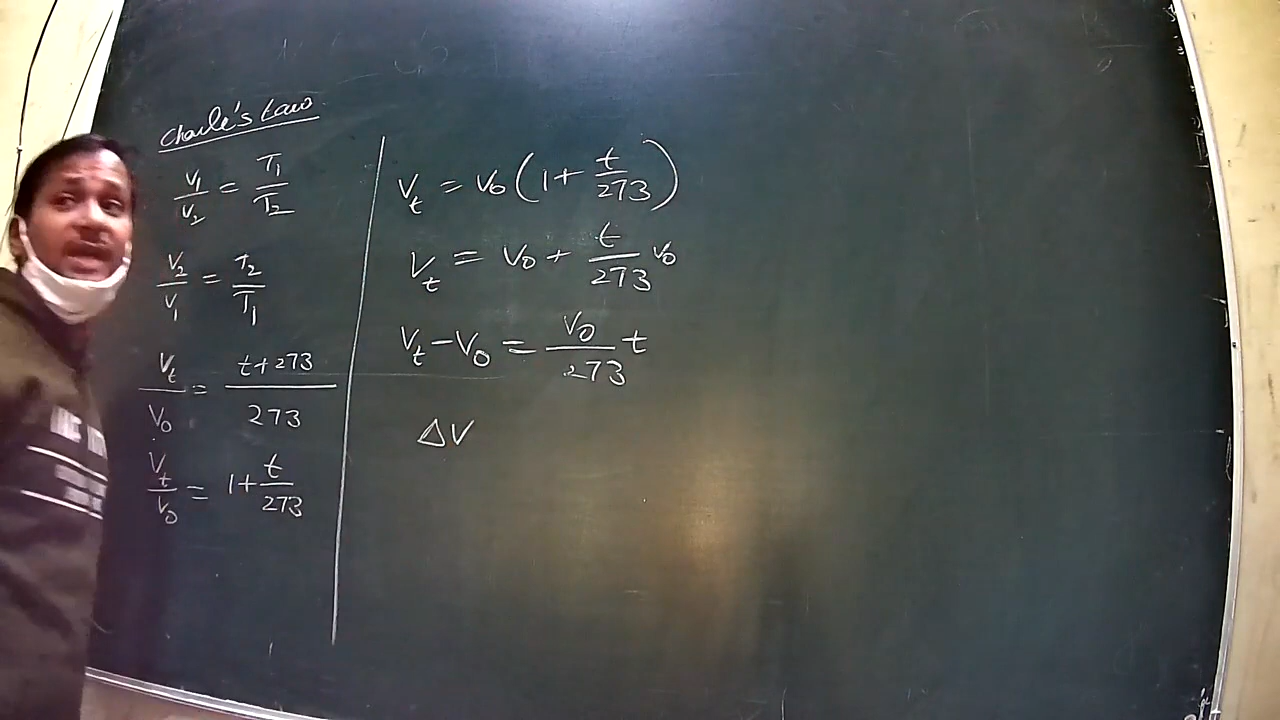 Charle's Law
V₁/V₂ = T₁/T₂
V₂/V₁ = T₂/T₁
Vₜ/V₀ = t+273/273
Vₜ/V₀ = 1+t/273
Vₜ = V₀(1+t/273)
Vₜ = V₀ + t/273 V₀
Vₜ-V₀ = V₀/273 t
ΔV